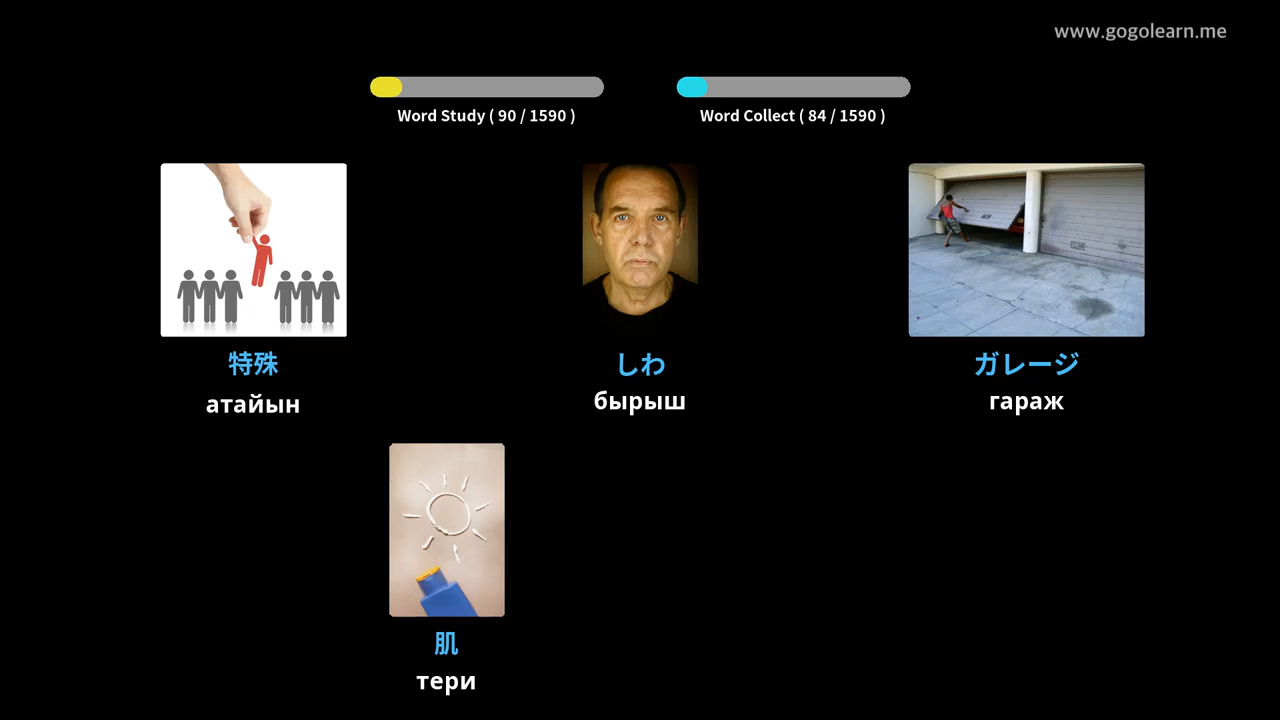 www.gogolearn.me
Word Study ( 90 / 1590 )
Word Collect ( 84 / 1590 )
特殊
атайын
しわ
бырыш
ガレージ
гараж
肌
тери